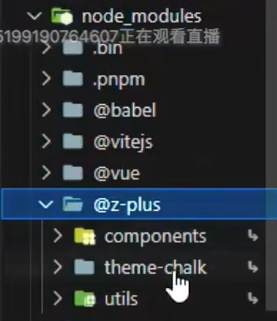 node_modules
5199190764607正在观看直播
.bin
.pnpm
@babel
@vitejs
@vue
@z-plus
components
theme-chalk
utils